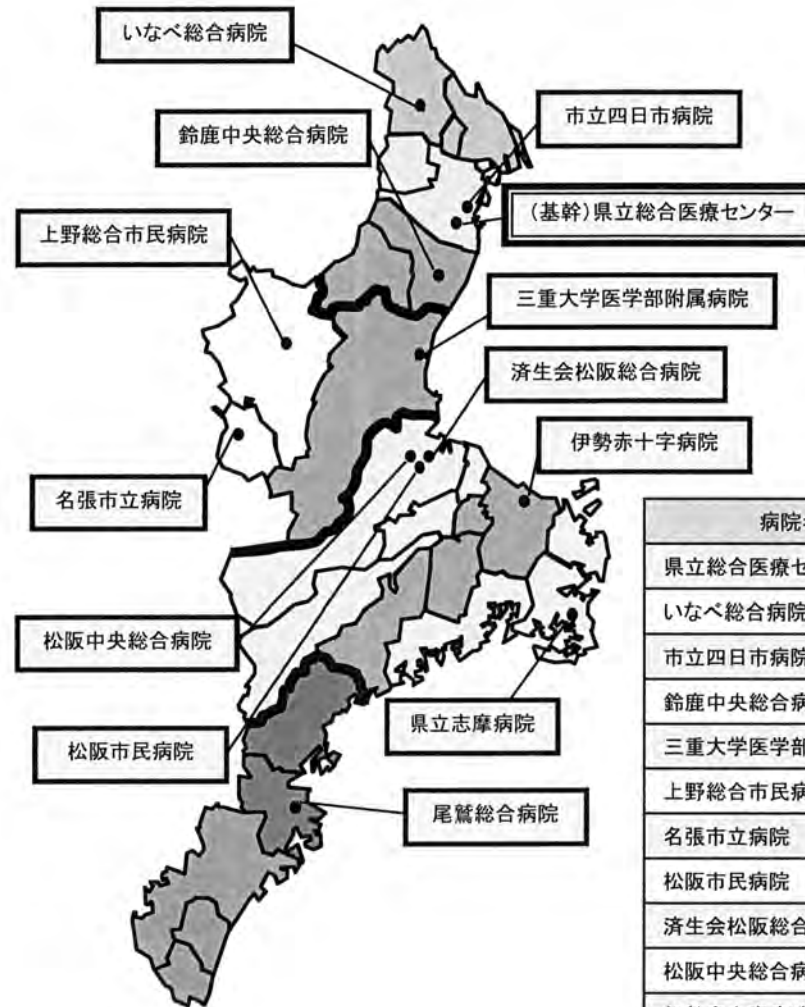 いなべ総合病院
市立四日市病院
鈴鹿中央総合病院
(基幹)県立総合医療センター
上野総合市民病院
三重大学医学部附属病院
済生会松阪総合病院
伊勢赤十字病院
名張市立病院
松阪中央総合病院
県立志摩病院
松阪市民病院
尾鷲総合病院
病院
県立総合医療セ
いなべ総合病院
市立四日市病院
鈴鹿中央総合病
三重大学医学部
上野総合市民病
名張市立病院
松阪市民病院
済生会松阪総合
松阪中央総合病